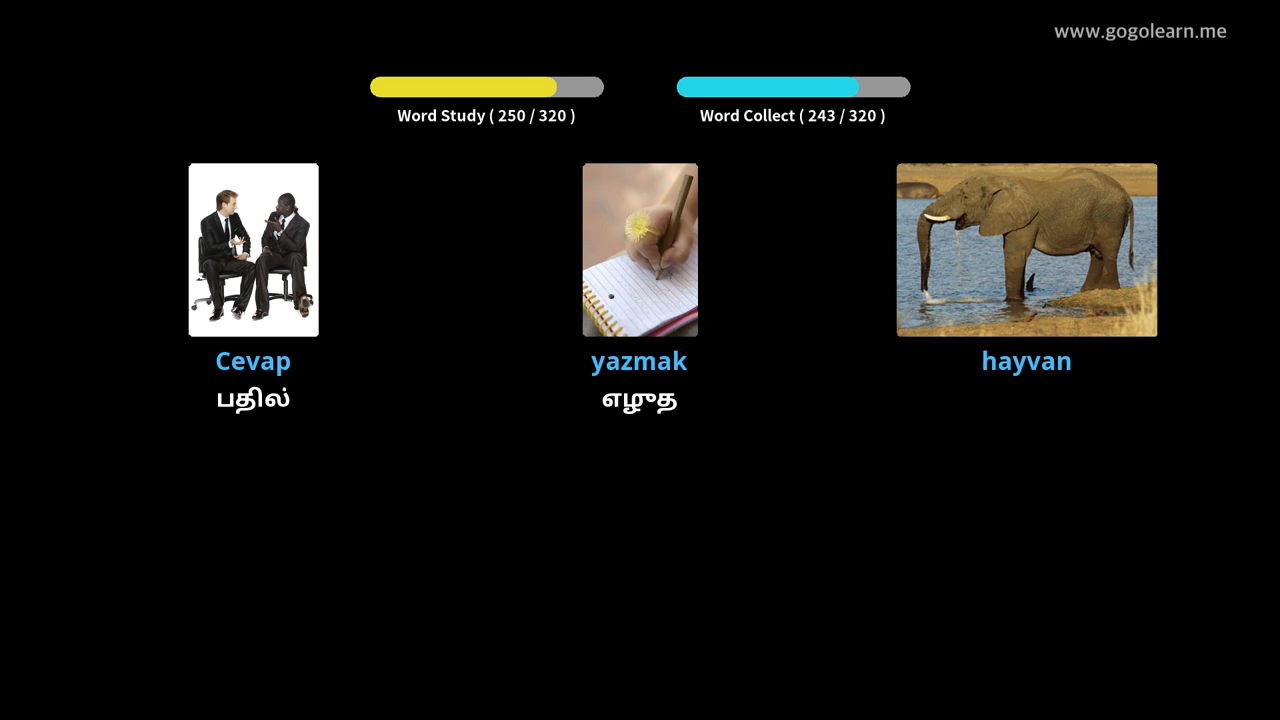 www.gogolearn.me
Word Study ( 250 / 320 )
Word Collect ( 243 / 320 )
Cevap
பதில்
yazmak
எழுத
hayvan